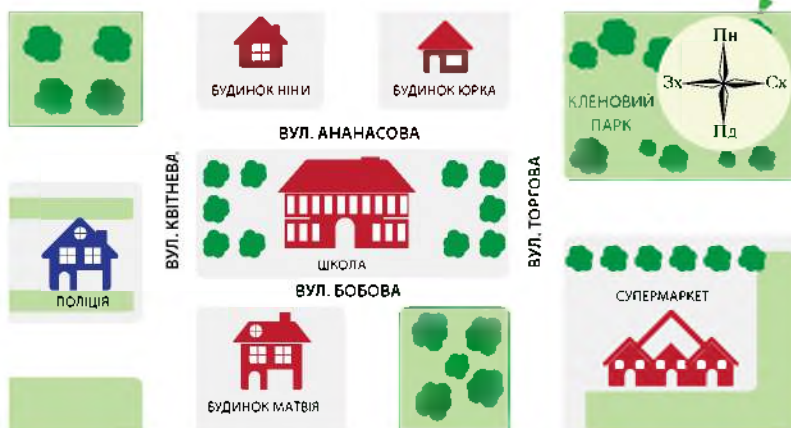 Пн
Зх
Сх
Пд
БУДИНОК НІНИ
БУДИНОК ЮРКА
КЛЕНОВИЙ
ПАРК
ВУЛ. АНАНАСОВА
ВУЛ. КВІТНЕВА
ВУЛ. ТОРГОВА
ШКОЛА
ПОЛІЦІЯ
ВУЛ. БОБОВА
СУПЕРМАРКЕТ
БУДИНОК МАТВІЯ